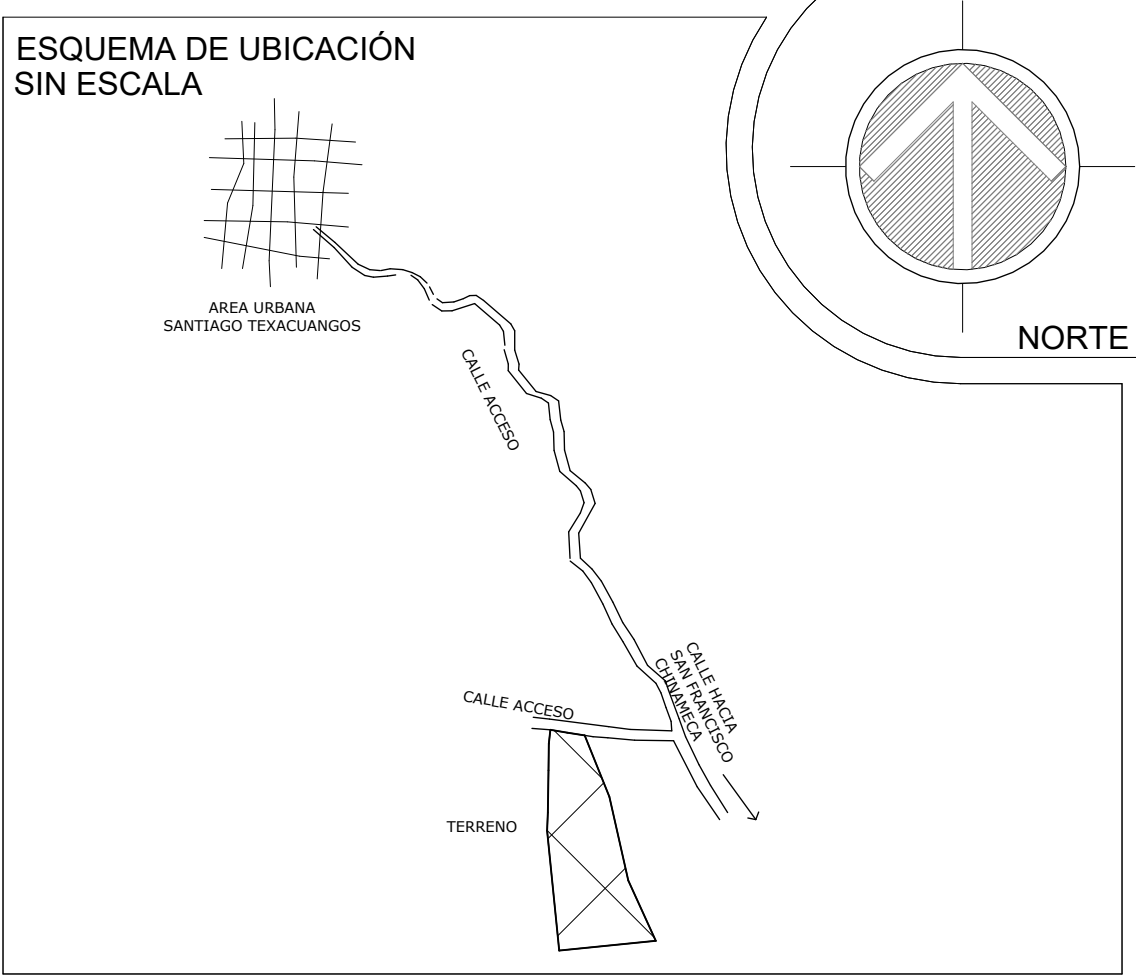 ESQUEMA DE UBICACIÓN
SIN ESCALA
NORTE
AREA URBANA
SANTIAGO TEXACUANGOS
CALLE ACCESO
CALLE HACIA
SAN FRANCISCO
CHINAMECA
CALLE ACCESO
TERRENO